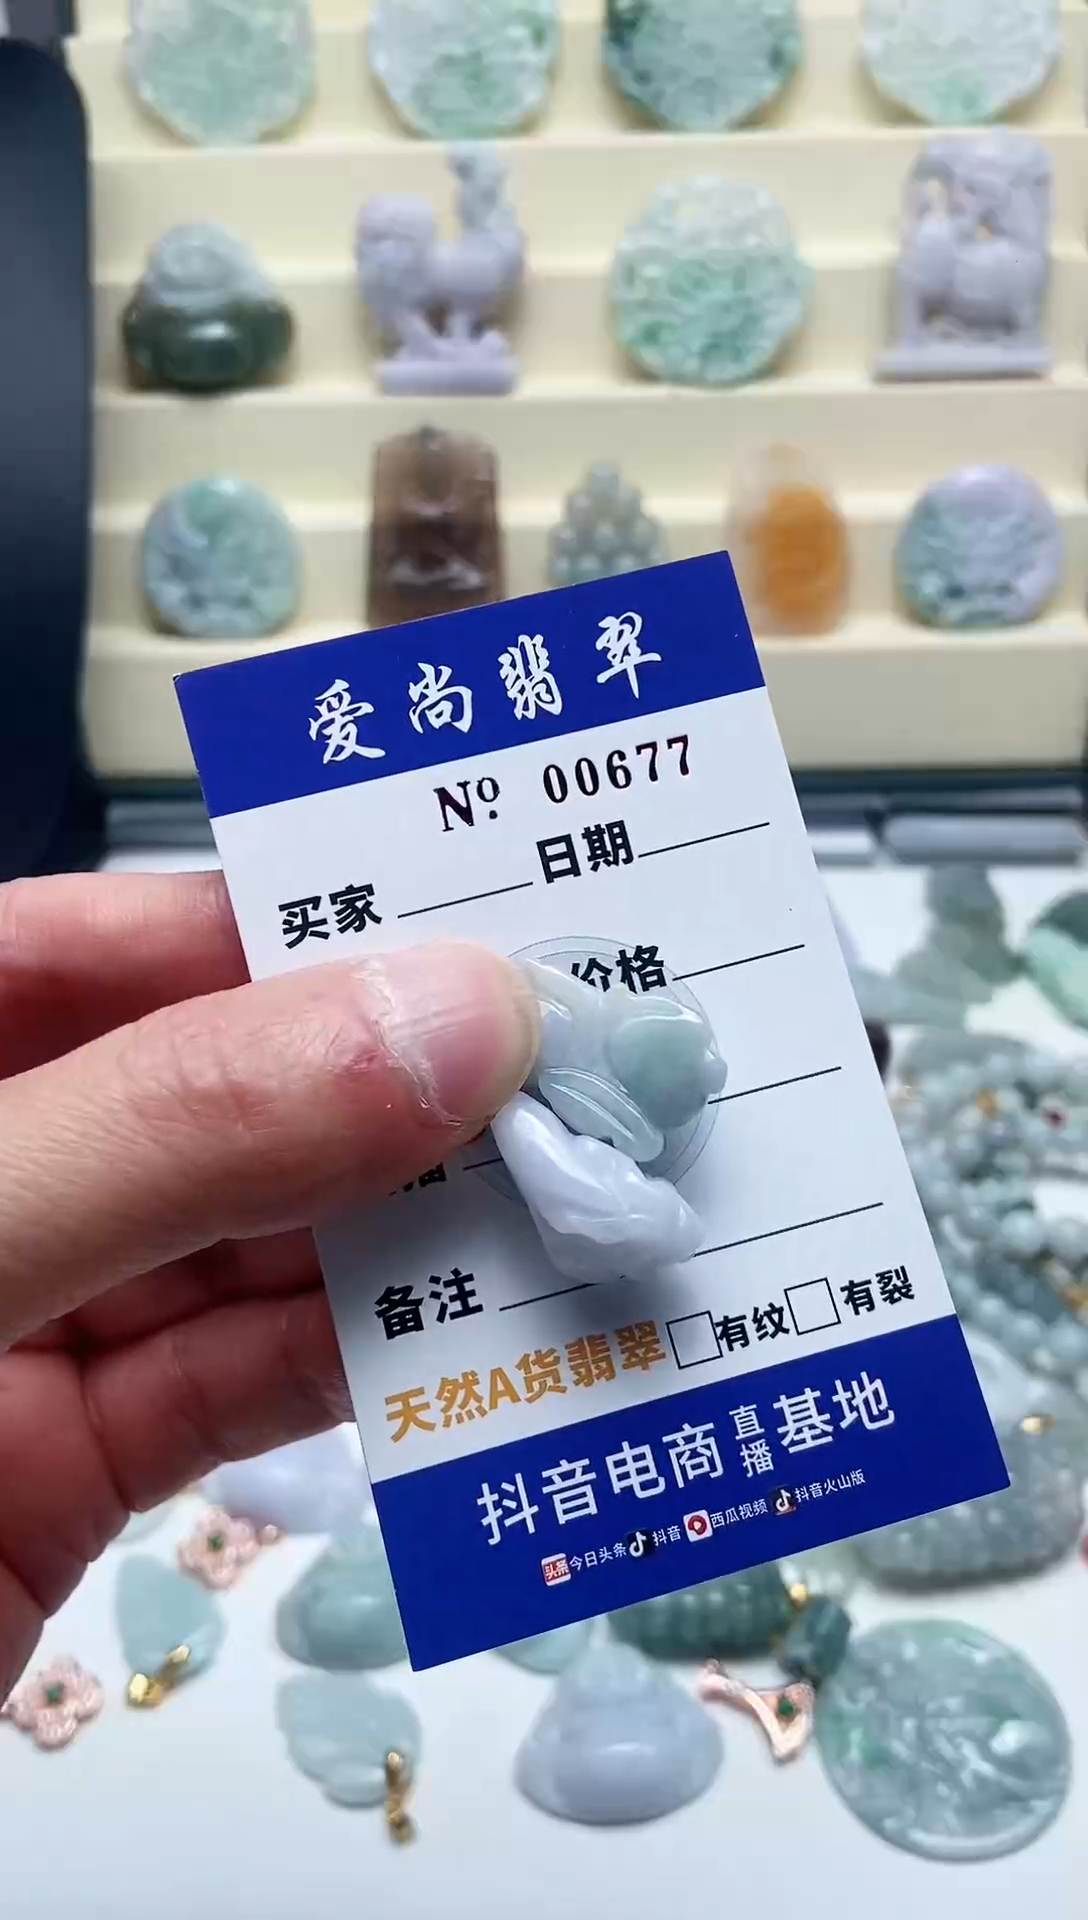 爱尚翡翠
No. 00677
买家 日期
价格
备注
天然A货翡翠 有纹 有裂
抖音电商直播基地
头条 今日头条 抖音 西瓜视频 抖音火山版